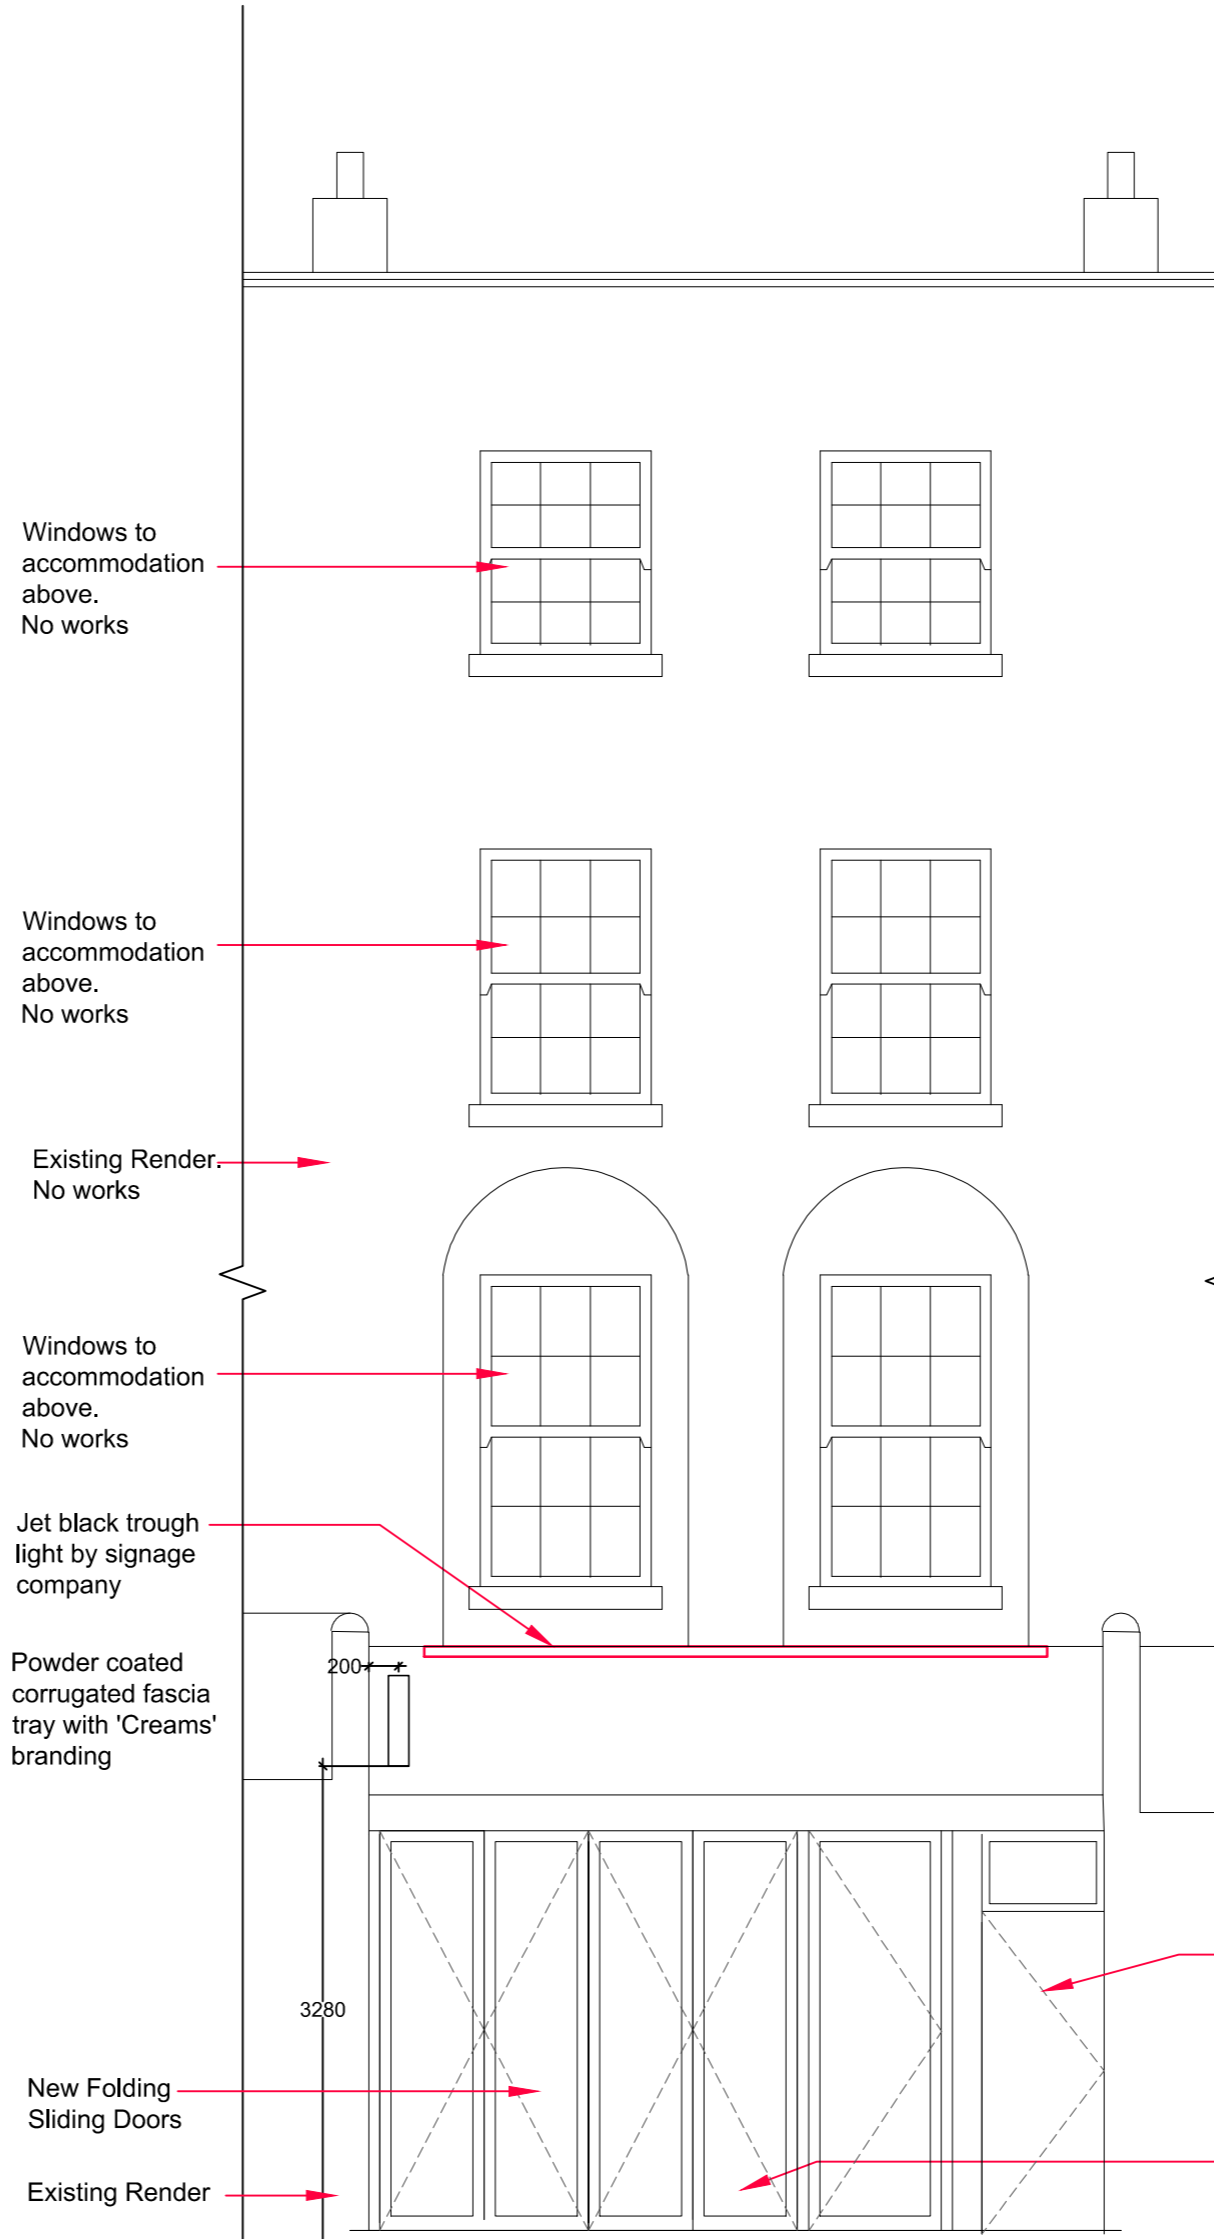 Windows to
accommodation
above.
No works
Windows to
accommodation
above.
No works
Existing Render.
No works
Windows to
accommodation
above.
No works
Jet black trough
light by signage
company
Powder coated
corrugated fascia
tray with 'Creams'
branding
200
3280
New Folding
Sliding Doors
Existing Render